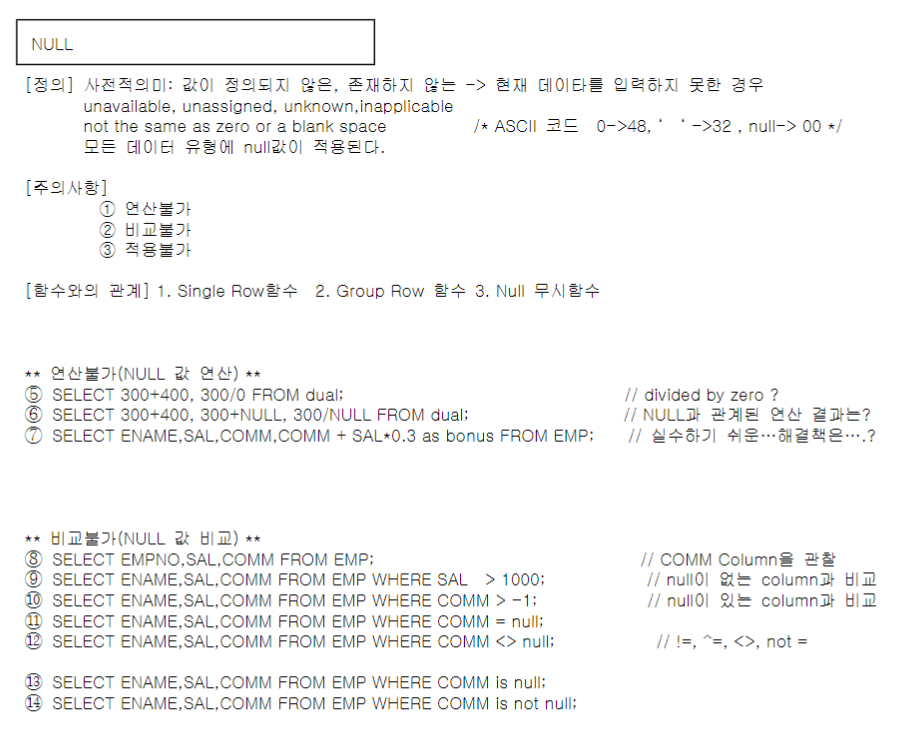 NULL
[정의] 사전적의미: 값이 정의되지 않은, 존재하지 않는 -> 현재 데이타를 입력하지 못한 경우
unavailable, unassigned, unknown,inapplicable
not the same as zero or a blank space /* ASCII 코드 0->48, ‘ ‘ ->32 , null-> 00 */
모든 데이터 유형에 null값이 적용된다.
[주의사항]
① 연산불가
② 비교불가
③ 적용불가
[함수와의 관계] 1. Single Row함수 2. Group Row 함수 3. Null 무시함수
** 연산불가(NULL 값 연산) **
⑤ SELECT 300+400, 300/0 FROM dual; // divided by zero ?
⑥ SELECT 300+400, 300+NULL, 300/NULL FROM dual; // NULL과 관계된 연산 결과는?
⑦ SELECT ENAME,SAL,COMM,COMM + SAL*0.3 as bonus FROM EMP; // 실수하기 쉬운…해결책은….?
** 비교불가(NULL 값 비교) **
⑧ SELECT EMPNO,SAL,COMM FROM EMP; // COMM Column을 관찰
⑨ SELECT ENAME,SAL,COMM FROM EMP WHERE SAL > 1000; // null이 없는 column과 비교
⑩ SELECT ENAME,SAL,COMM FROM EMP WHERE COMM > -1; // null이 있는 column과 비교
⑪ SELECT ENAME,SAL,COMM FROM EMP WHERE COMM = null;
⑫ SELECT ENAME,SAL,COMM FROM EMP WHERE COMM <> null; // !=, ^=, <>, not =
⑬ SELECT ENAME,SAL,COMM FROM EMP WHERE COMM is null;
⑭ SELECT ENAME,SAL,COMM FROM EMP WHERE COMM is not null;